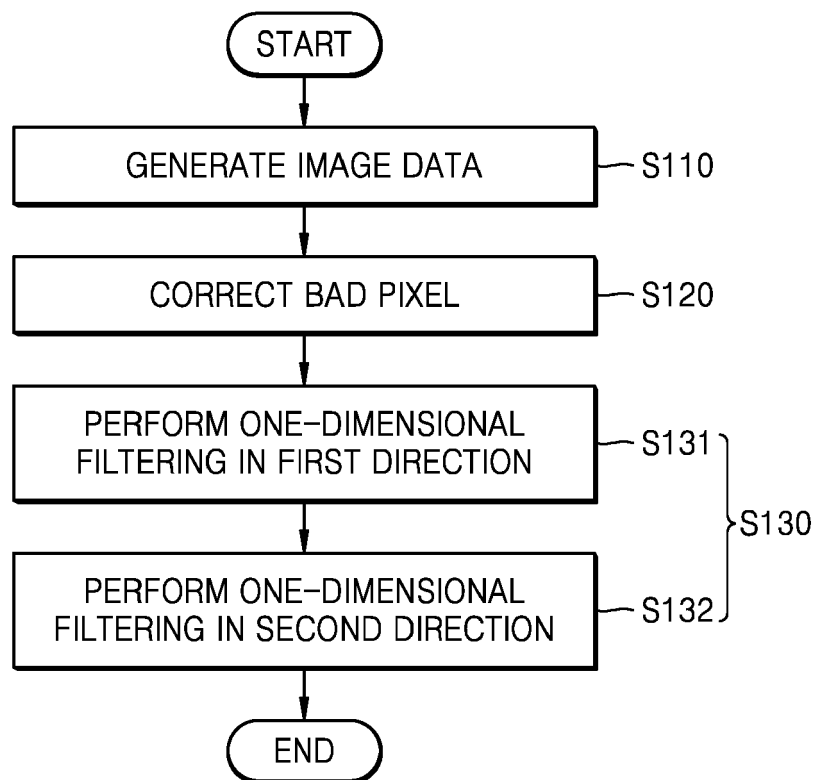 START
GENERATE IMAGE DATA
S110
CORRECT BAD PIXEL
S120
PERFORM ONE-DIMENSIONAL
FILTERING IN FIRST DIRECTION
S131
S130
PERFORM ONE-DIMENSIONAL
FILTERING IN SECOND DIRECTION
S132
END